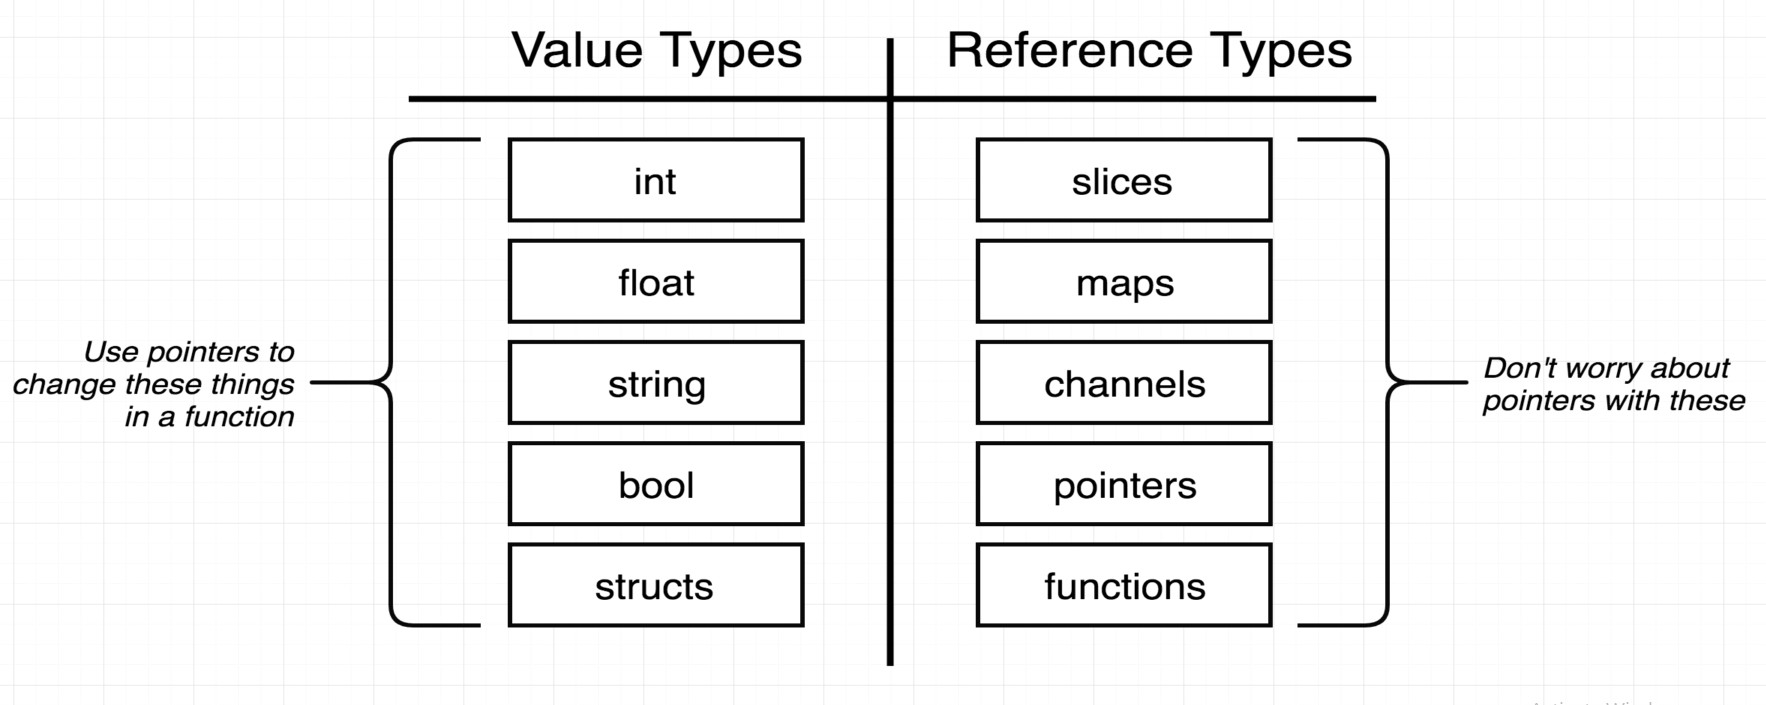 Value Types
Reference Types
int
float
string
bool
structs
slices
maps
channels
pointers
functions
Use pointers to
change these things
in a function
Don't worry about
pointers with these